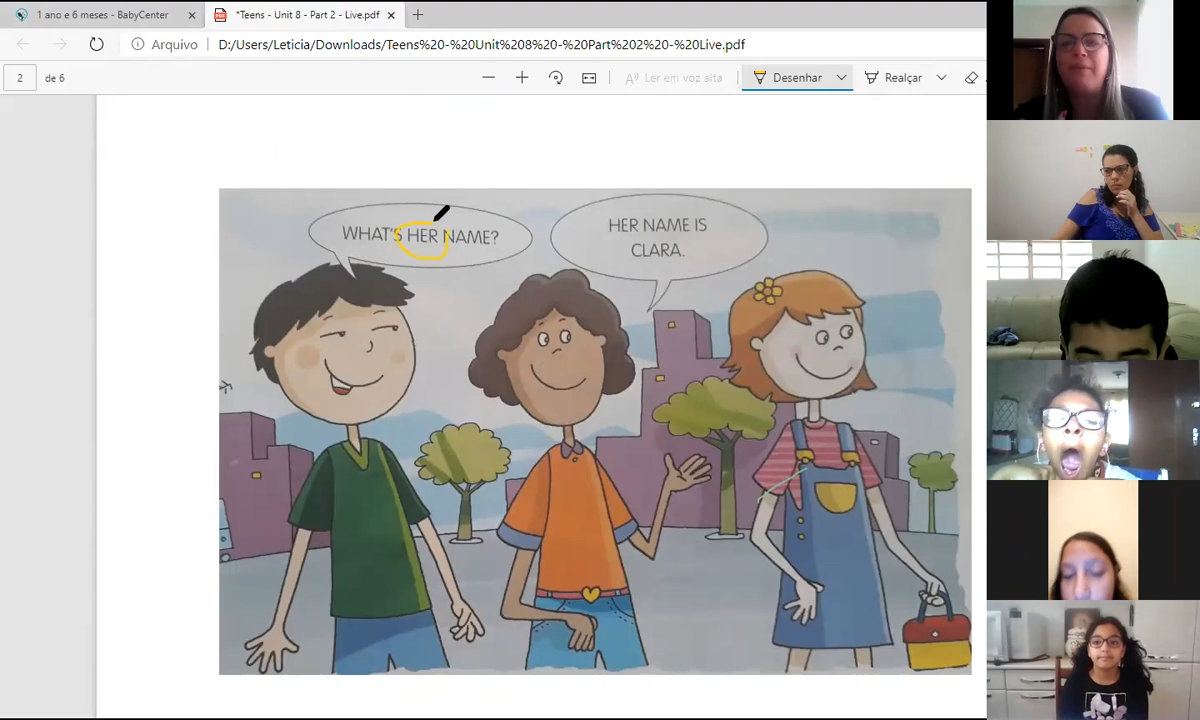 1 ano e 6 meses - BabyCenter
*Teens - Unit 8 - Part 2 - Live.pdf
Arquivo
D:/Users/Leticia/Downloads/Teens%20-%20Unit%208%20-%20Part%202%20-%20Live.pdf
2
de 6
Ler em voz alta
Desenhar
Realçar
WHAT'S HER NAME?
HER NAME IS
CLARA.